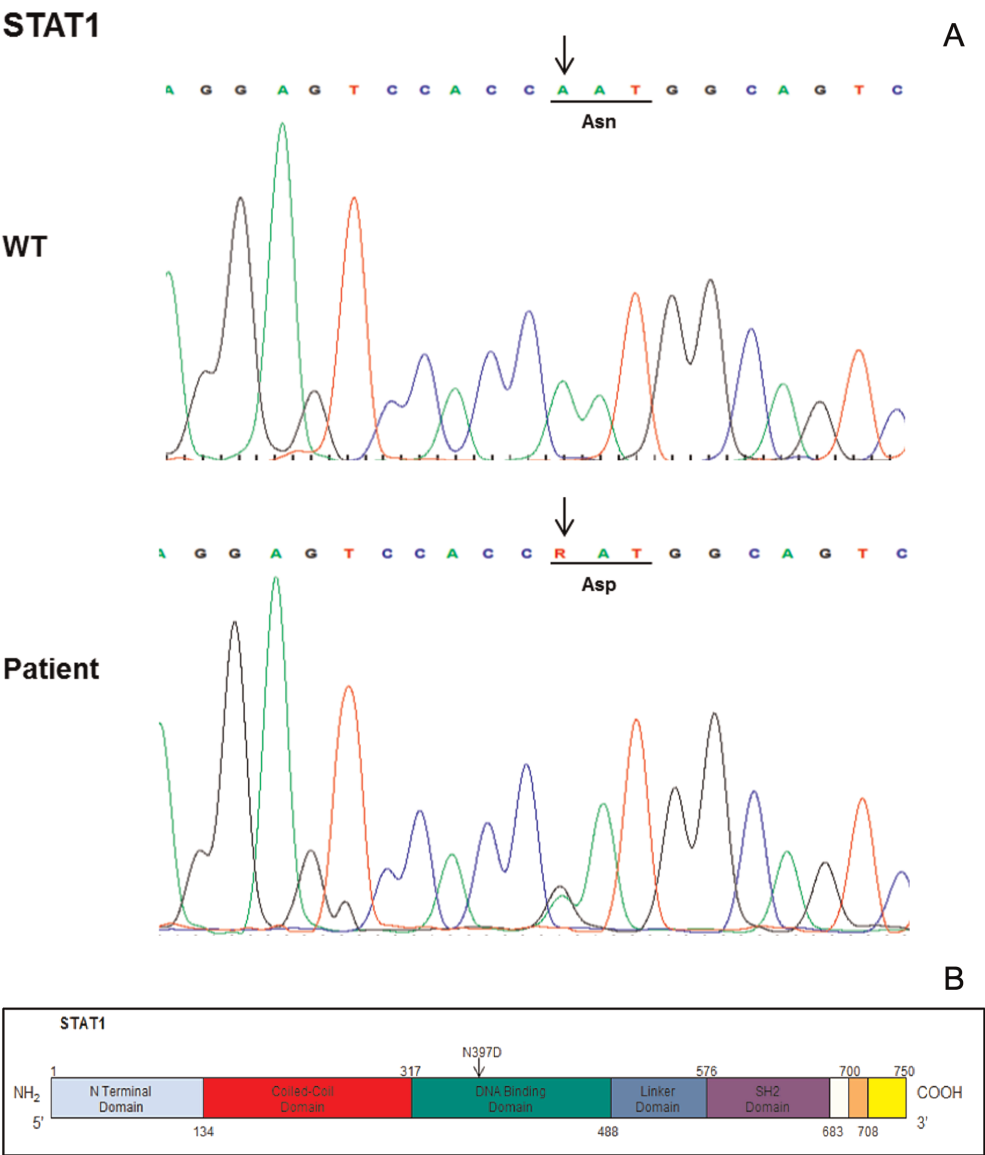 STAT1
A
A G G A G T C C A C C A A T G G C A G T C
Asn
WT
A G G A G T C C A C C R A T G G C A G T C
Asp
Patient
B
STAT1
N397D
1 317 576 700 750
NH2 N Terminal Domain Coiled-Coil Domain DNA Binding Domain Linker Domain SH2 Domain COOH
5' 3'
134 488 683 708